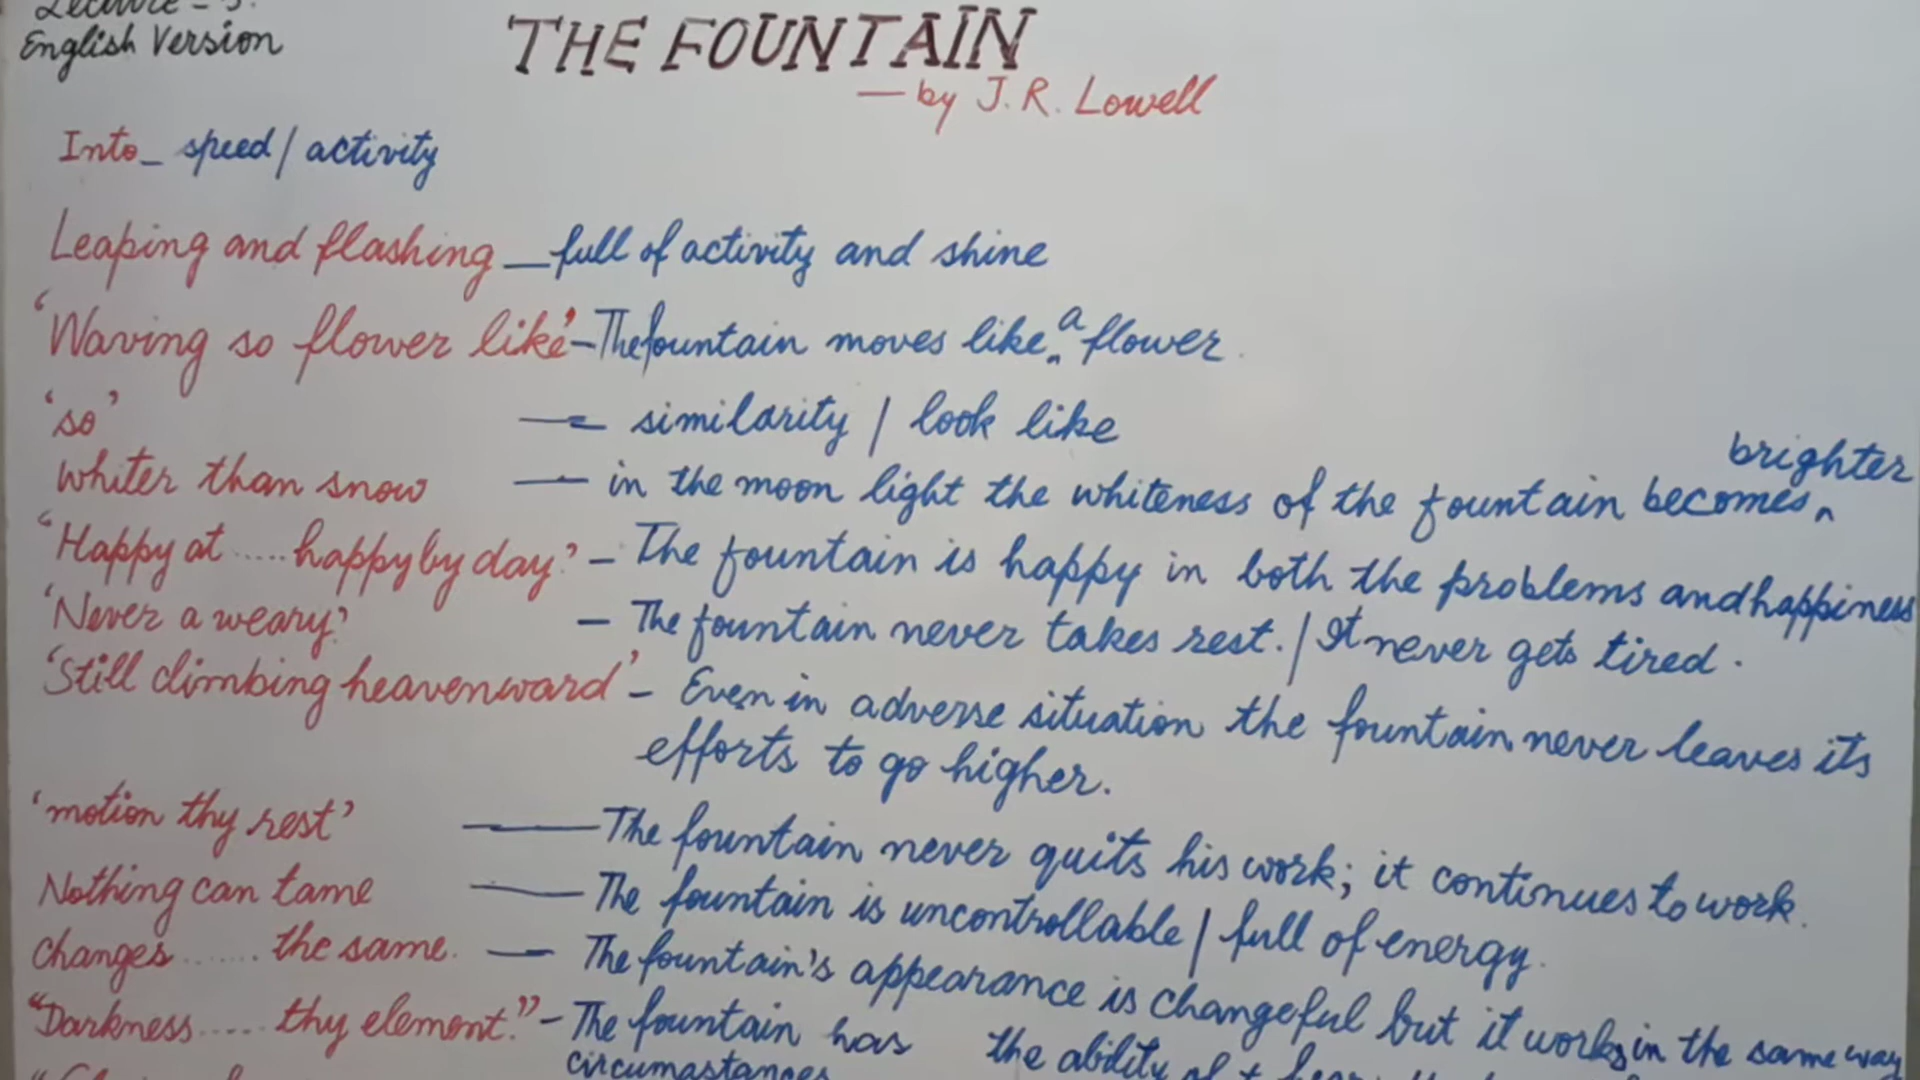 Lecture - 3.
English Version
THE FOUNTAIN
— by J. R. Lowell
Into_ speed / activity
Leaping and flashing _ full of activity and shine
'Waving so flower like' - The fountain moves like a flower.
'so' — similarity / look like
whiter than snow — in the moon light the whiteness of the fountain becomes brighter
'Happy at ..... happy by day.' - The fountain is happy in both the problems and happiness
'Never a weary.' - The fountain never takes rest. / It never gets tired.
'Still climbing heavenward' - Even in adverse situation the fountain never leaves its
efforts to go higher.
'motion thy rest' — The fountain never quits his work; it continues to work.
Nothing can tame — The fountain is uncontrollable / full of energy.
Changes ...... the same. — The fountain's appearance is changeful but it works in the same way
"Darkness ..... thy element." - The fountain has the ability of
circumastances